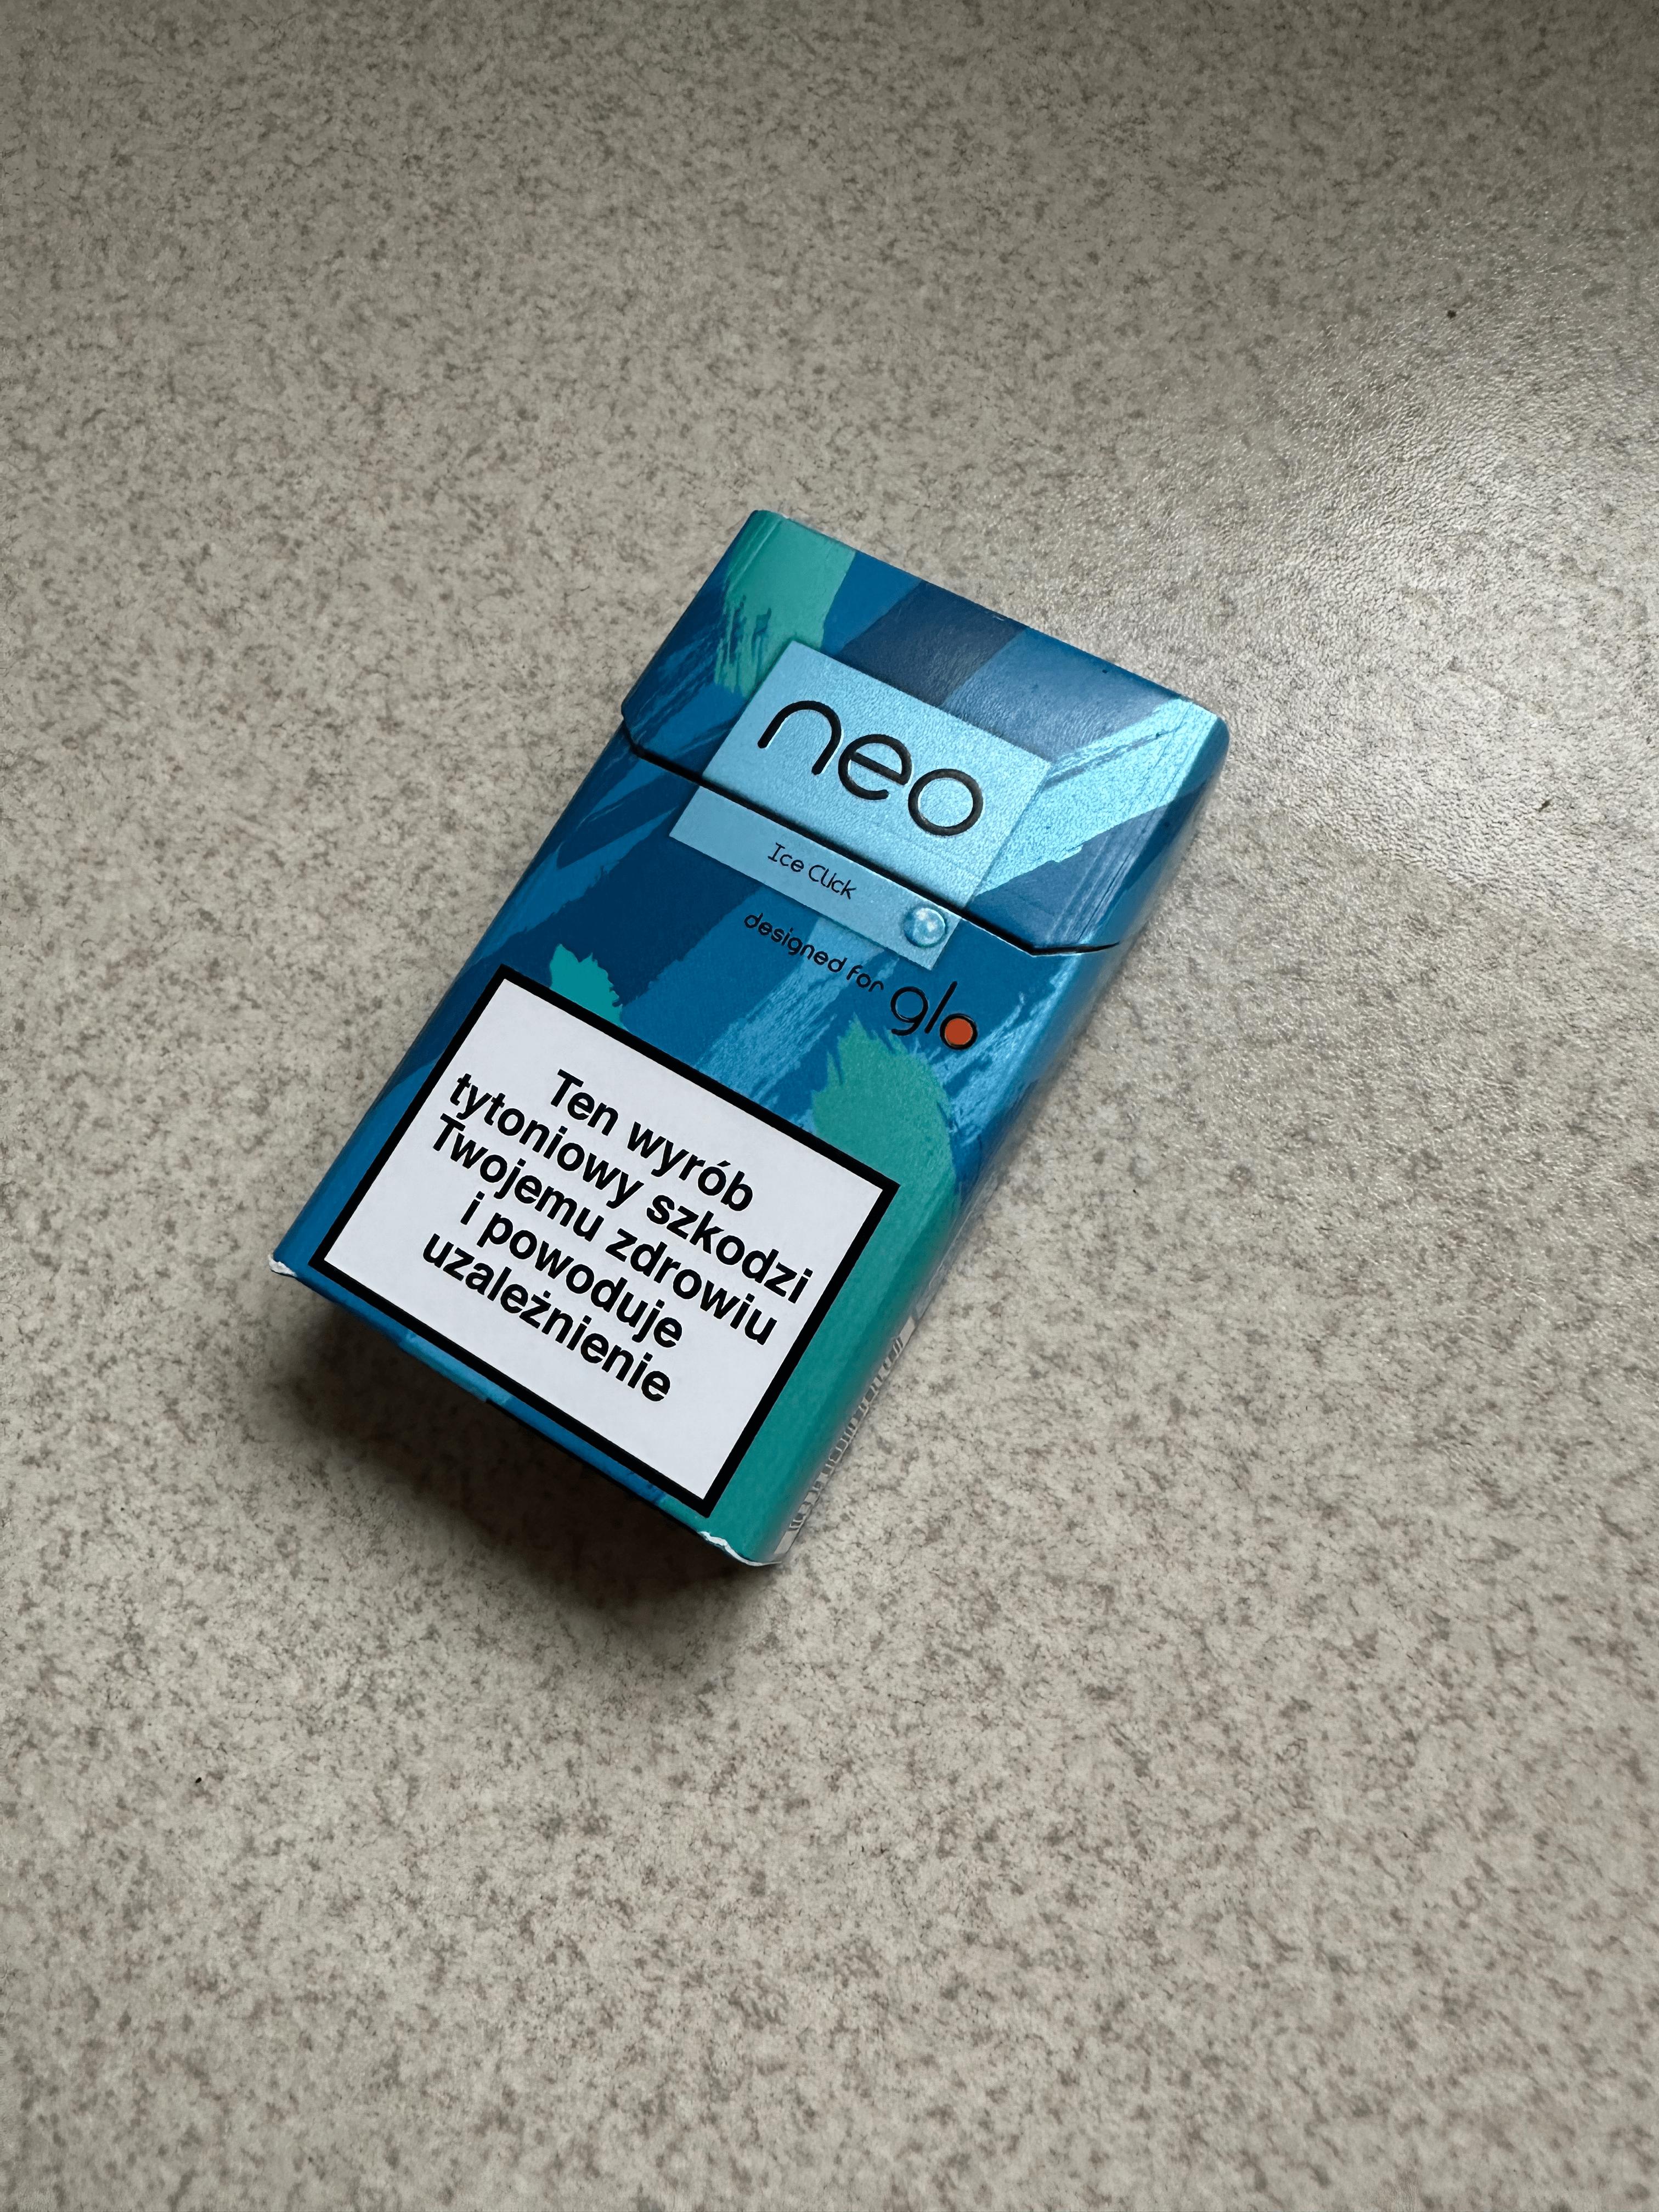 neo
Ice Click
designed for glo
Ten wyrób
tytoniowy szkodzi
Twojemu zdrowiu
i powoduje
uzależnienie